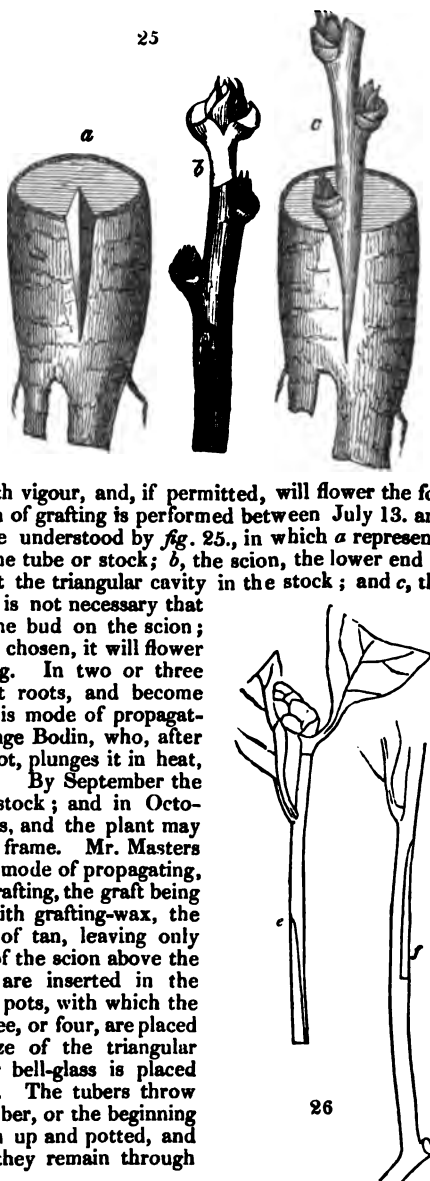 25
a
b
c
th vigour, and, if permitted, will flower the fo
n of grafting is performed between July 13. an
e understood by fig. 25., in which a represen
he tube or stock; b, the scion, the lower end
t the triangular cavity in the stock; and c, th
is not necessary that
ne bud on the scion;
chosen, it will flower
g. In two or three
t roots, and become
is mode of propagat-
nge Bodin, who, after
ot, plunges it in heat,
By September the
stock; and in Octo-
s, and the plant may
frame. Mr. Masters
mode of propagating,
rafting, the graft being
ith grafting-wax, the
of tan, leaving only
of the scion above the
are inserted in the
pots, with which the
ee, or four, are placed
ze of the triangular
bell-glass is placed
. The tubers throw
ber, or the beginning
n up and potted, and
they remain through
e
f
26